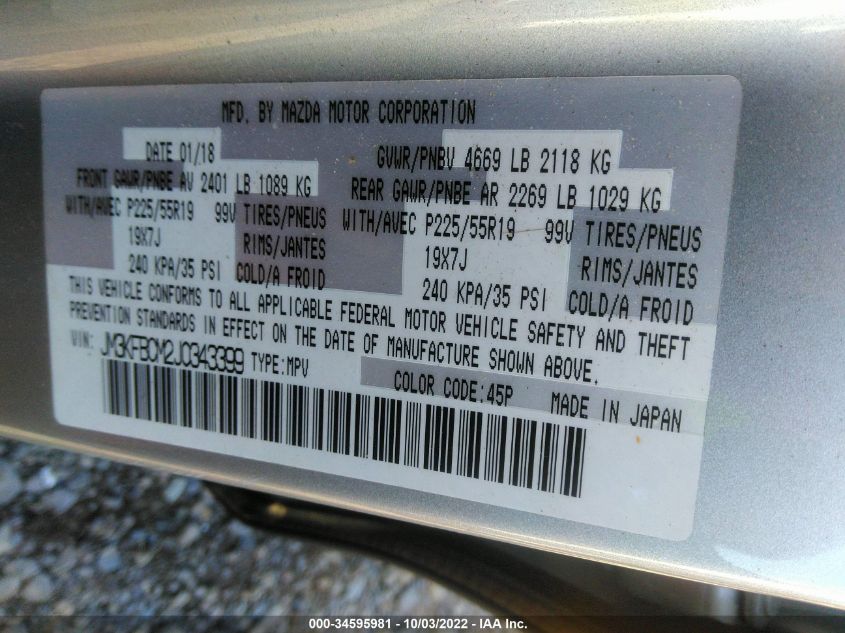 MFD. BY MAZDA MOTOR CORPORATION
DATE 01/18 GVWR/PNBV 4669 LB 2118 KG
FRONT GAWR/PNBE AV 2401 LB 1089 KG REAR GAWR/PNBE AR 2269 LB 1029 KG
WITH/AVEC P225/55R19 99V TIRES/PNEUS WITH/AVEC P225/55R19 99V TIRES/PNEUS
19X7J RIMS/JANTES 19X7J RIMS/JANTES
240 KPA/35 PSI COLD/A FROID 240 KPA/35 PSI COLD/A FROID
THIS VEHICLE CONFORMS TO ALL APPLICABLE FEDERAL MOTOR VEHICLE SAFETY AND THEFT
PREVENTION STANDARDS IN EFFECT ON THE DATE OF MANUFACTURE SHOWN ABOVE.
VIN: JM3KFBCM2J0343399 TYPE:MPV
COLOR CODE:45P MADE IN JAPAN
000-34595981 - 10/03/2022 - IAA Inc.